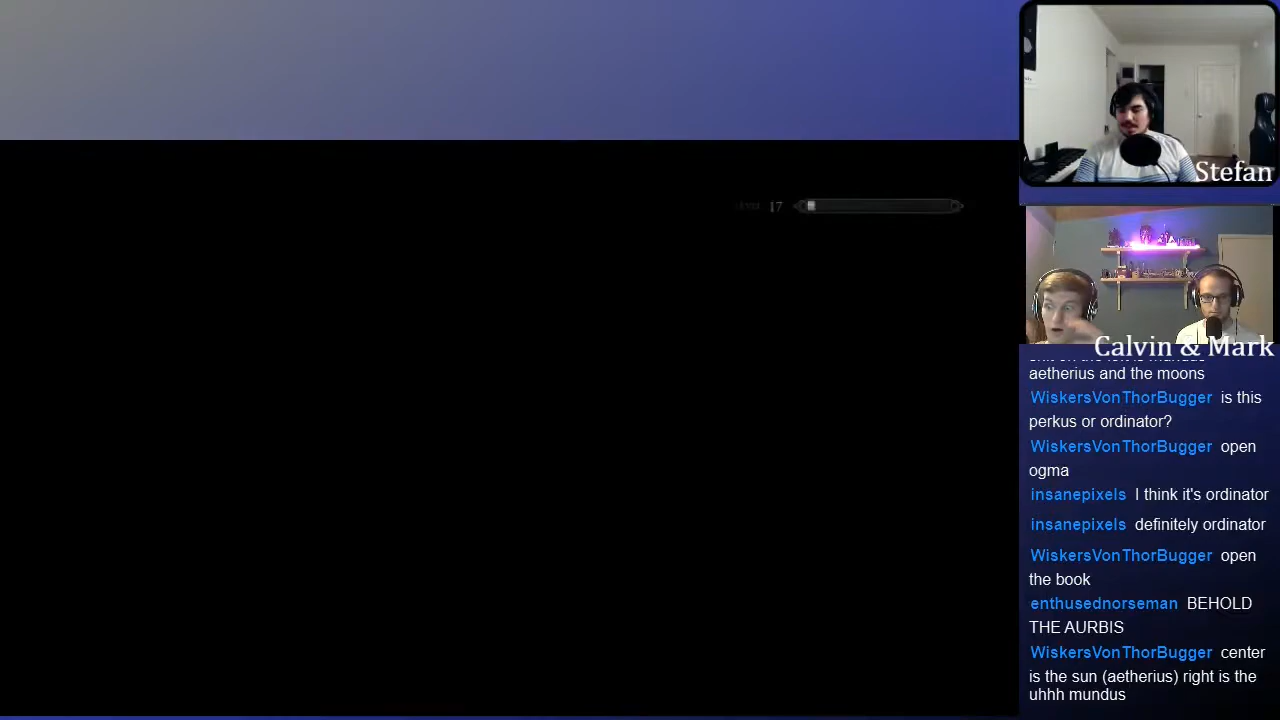 17
Stefan
Calvin & Mark
aetherius and the moons
WiskersVonThorBugger is this
perkus or ordinator?
WiskersVonThorBugger open
ogma
insanepixels I think it's ordinator
insanepixels definitely ordinator
WiskersVonThorBugger open
the book
enthusednorseman BEHOLD
THE AURBIS
WiskersVonThorBugger center
is the sun (aetherius) right is the
uhhh mundus